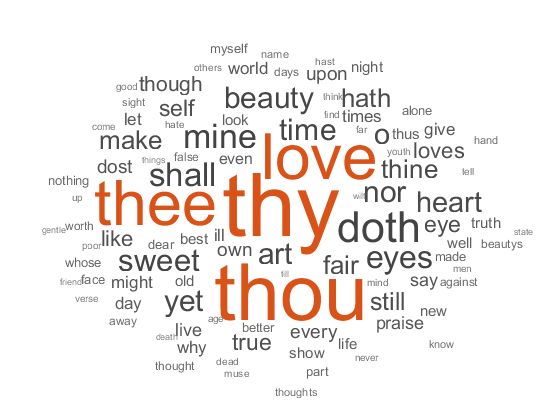 myself name
others world days upon hast night
good though
beauty think hath
sight self
let look find times alone
come hate mine time far o thus give
make love youth loves hand
dost things false even thine tell
nothing shall
up thee thy will nor heart
gentle worth doth eye truth state
like dear best ill well beautys
poor own art
whose sweet fair eyes made men
friend face might old till mind say against
verse day yet thou still new
away age praise
live better every
death true life know
why show never
thought dead part
muse
thoughts